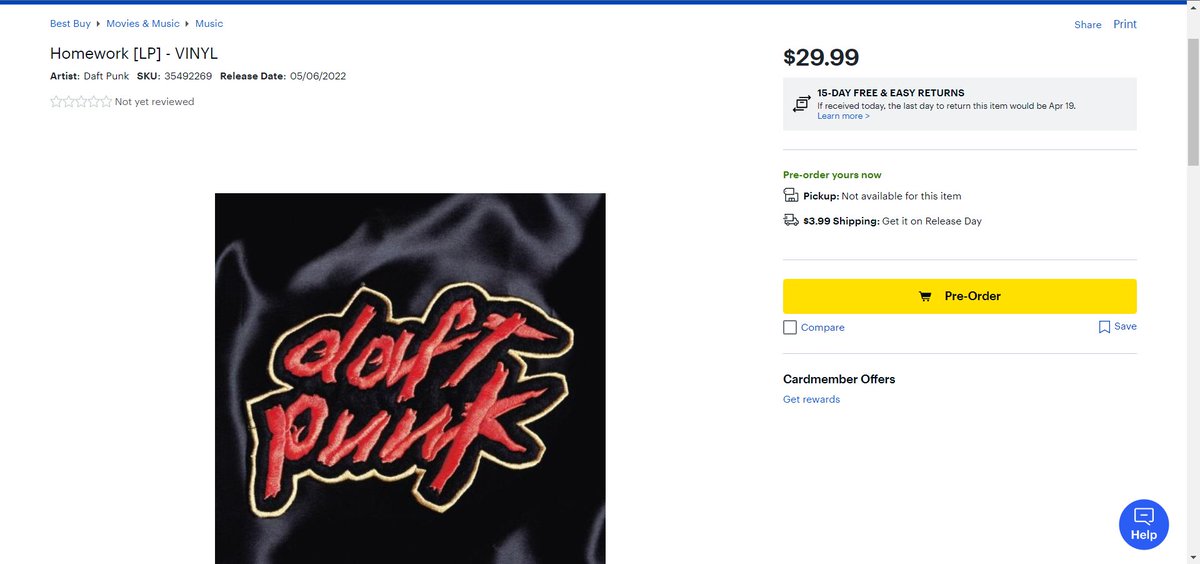 Best Buy Movies & Music Music
Share Print
Homework [LP] - VINYL
Artist: Daft Punk SKU: 35492269 Release Date: 05/06/2022
Not yet reviewed
$29.99
15-DAY FREE & EASY RETURNS
If received today, the last day to return this item would be Apr 19.
Learn more >
Pre-order yours now
Pickup: Not available for this item
$3.99 Shipping: Get it on Release Day
Pre-Order
Compare
Save
Cardmember Offers
Get rewards
daft
punk
Help